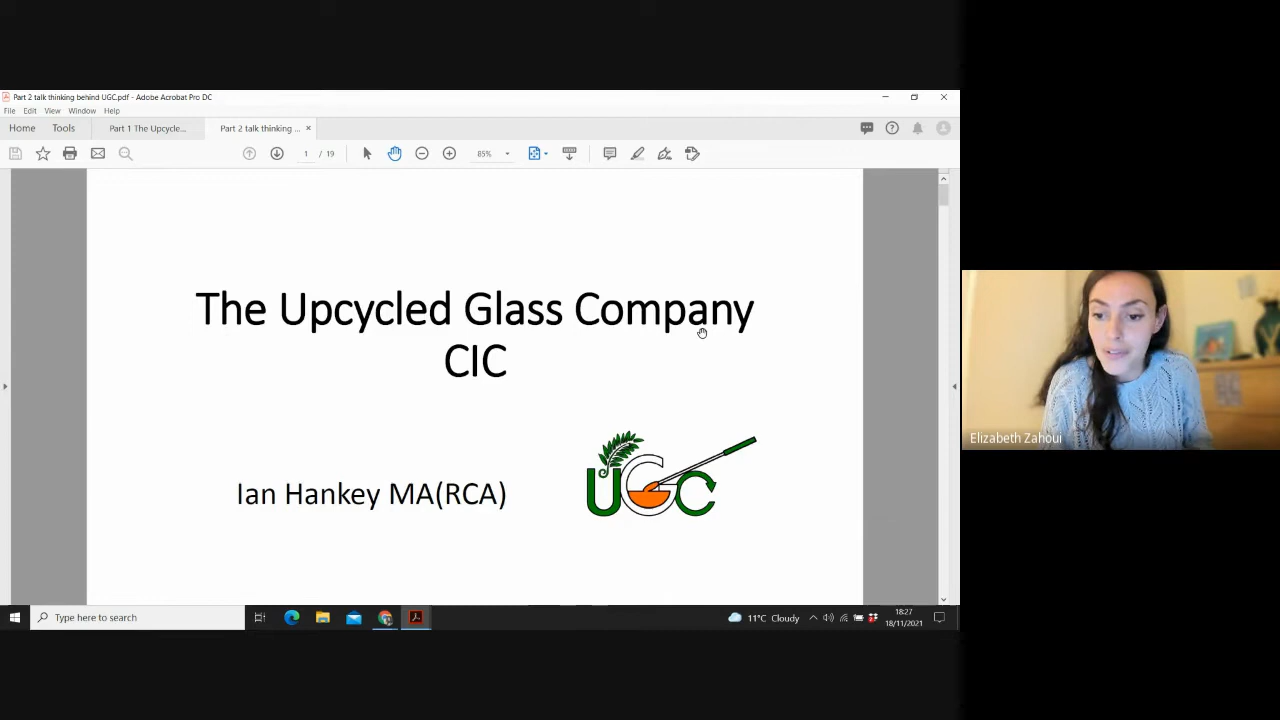 Part 2 talk thinking behind UGC.pdf - Adobe Acrobat Pro DC
File Edit View Window Help
Home Tools Part 1 The Upcycle... Part 2 talk thinking ... ×
1 / 19 85%
The Upcycled Glass Company
CIC
Ian Hankey MA(RCA)
UGC
Elizabeth Zahoui
Type here to search
11°C Cloudy
18:27
18/11/2021